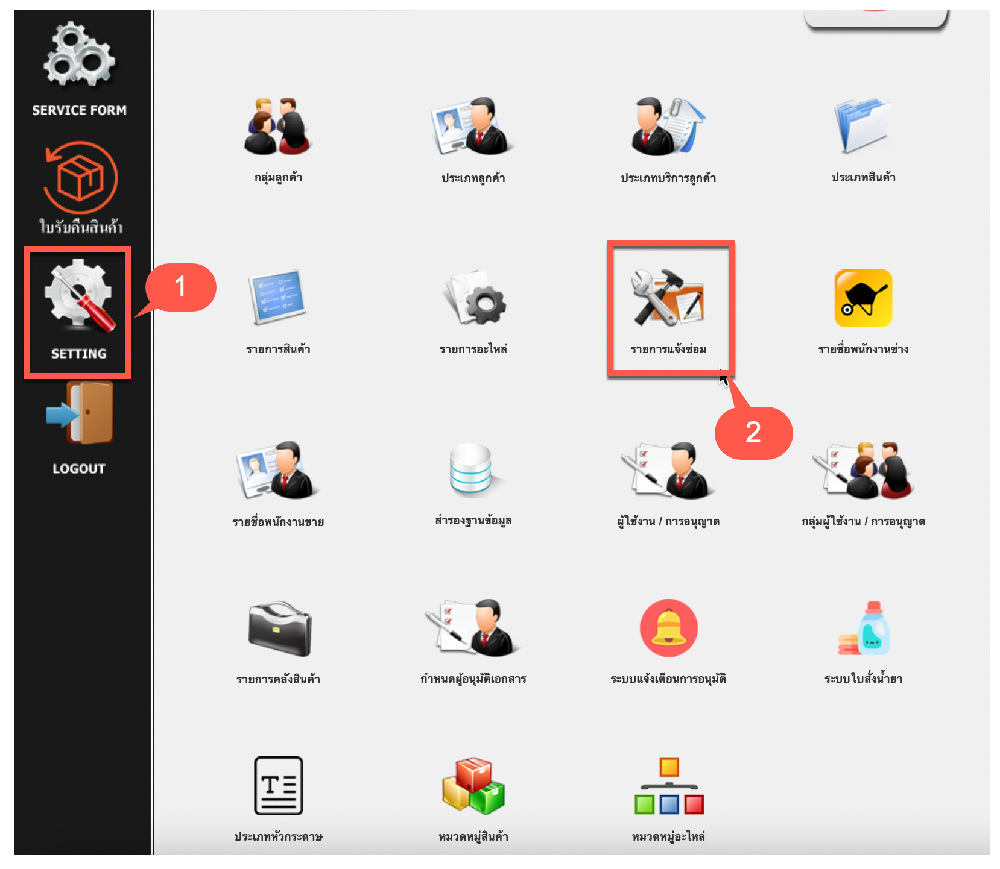 SERVICE FORM
ใบรับคืนสินค้า
SETTING
LOGOUT
1
กลุ่มลูกค้า
ประเภทลูกค้า
ประเภทบริการลูกค้า
ประเภทสินค้า
รายการสินค้า
รายการอะไหล่
รายการแจ้งซ่อม
รายชื่อพนักงานช่าง
2
รายชื่อพนักงานขาย
สำรองฐานข้อมูล
ผู้ใช้งาน / การอนุญาต
กลุ่มผู้ใช้งาน / การอนุญาต
รายการคลังสินค้า
กำหนดผู้อนุมัติเอกสาร
ระบบแจ้งเตือนการอนุมัติ
ระบบใบสั่งน้ำยา
ประเภทหัวกระดาษ
หมวดหมู่สินค้า
หมวดหมู่อะไหล่